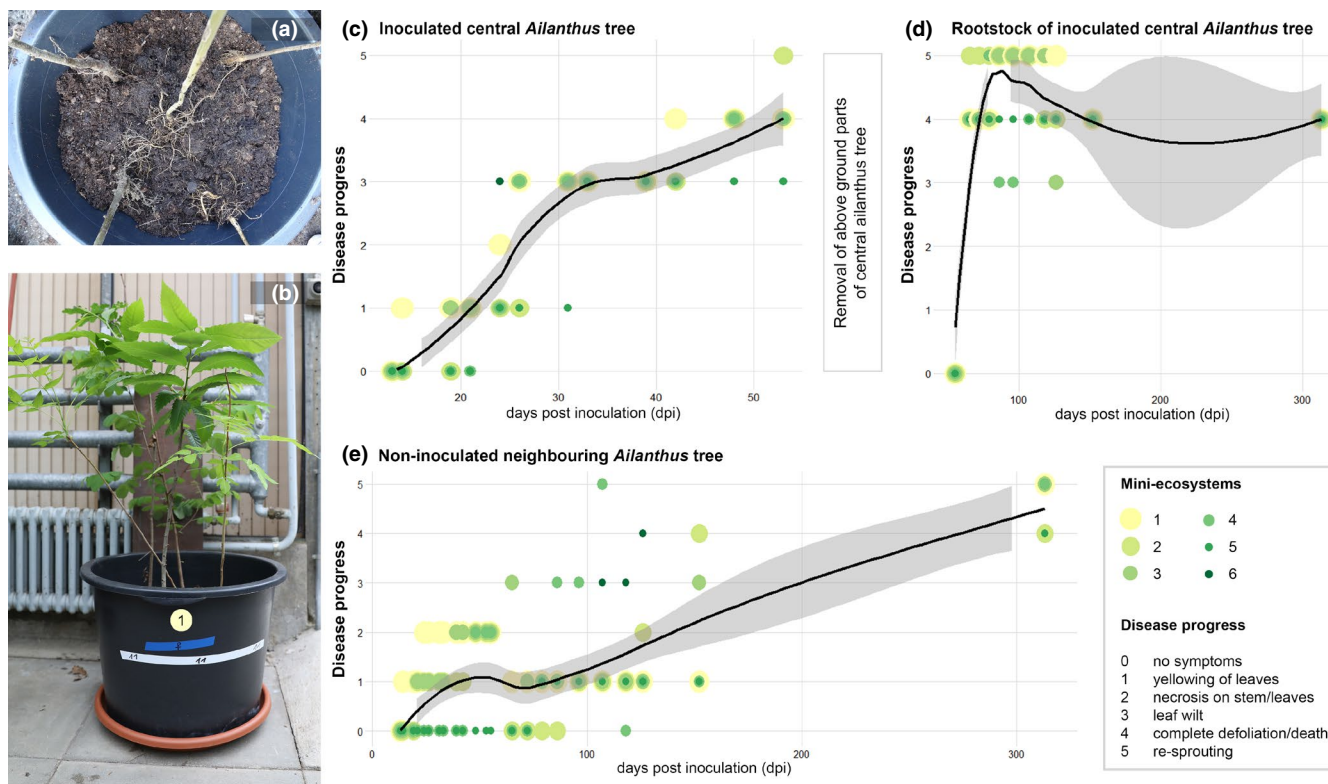 (a)
(b)
1
(c) Inoculated central Ailanthus tree
Disease progress
5
4
3
2
1
0
20
30
40
50
days post inoculation (dpi)
Removal of above ground parts
of central ailanthus tree
(d) Rootstock of inoculated central Ailanthus tree
Disease progress
5
4
3
2
1
0
100
200
300
days post inoculation (dpi)
(e) Non-inoculated neighbouring Ailanthus tree
Disease progress
5
4
3
2
1
0
0
100
200
300
days post inoculation (dpi)
Mini-ecosystems
1 4
2 5
3 6
Disease progress
0 no symptoms
1 yellowing of leaves
2 necrosis on stem/leaves
3 leaf wilt
4 complete defoliation/death
5 re-sprouting